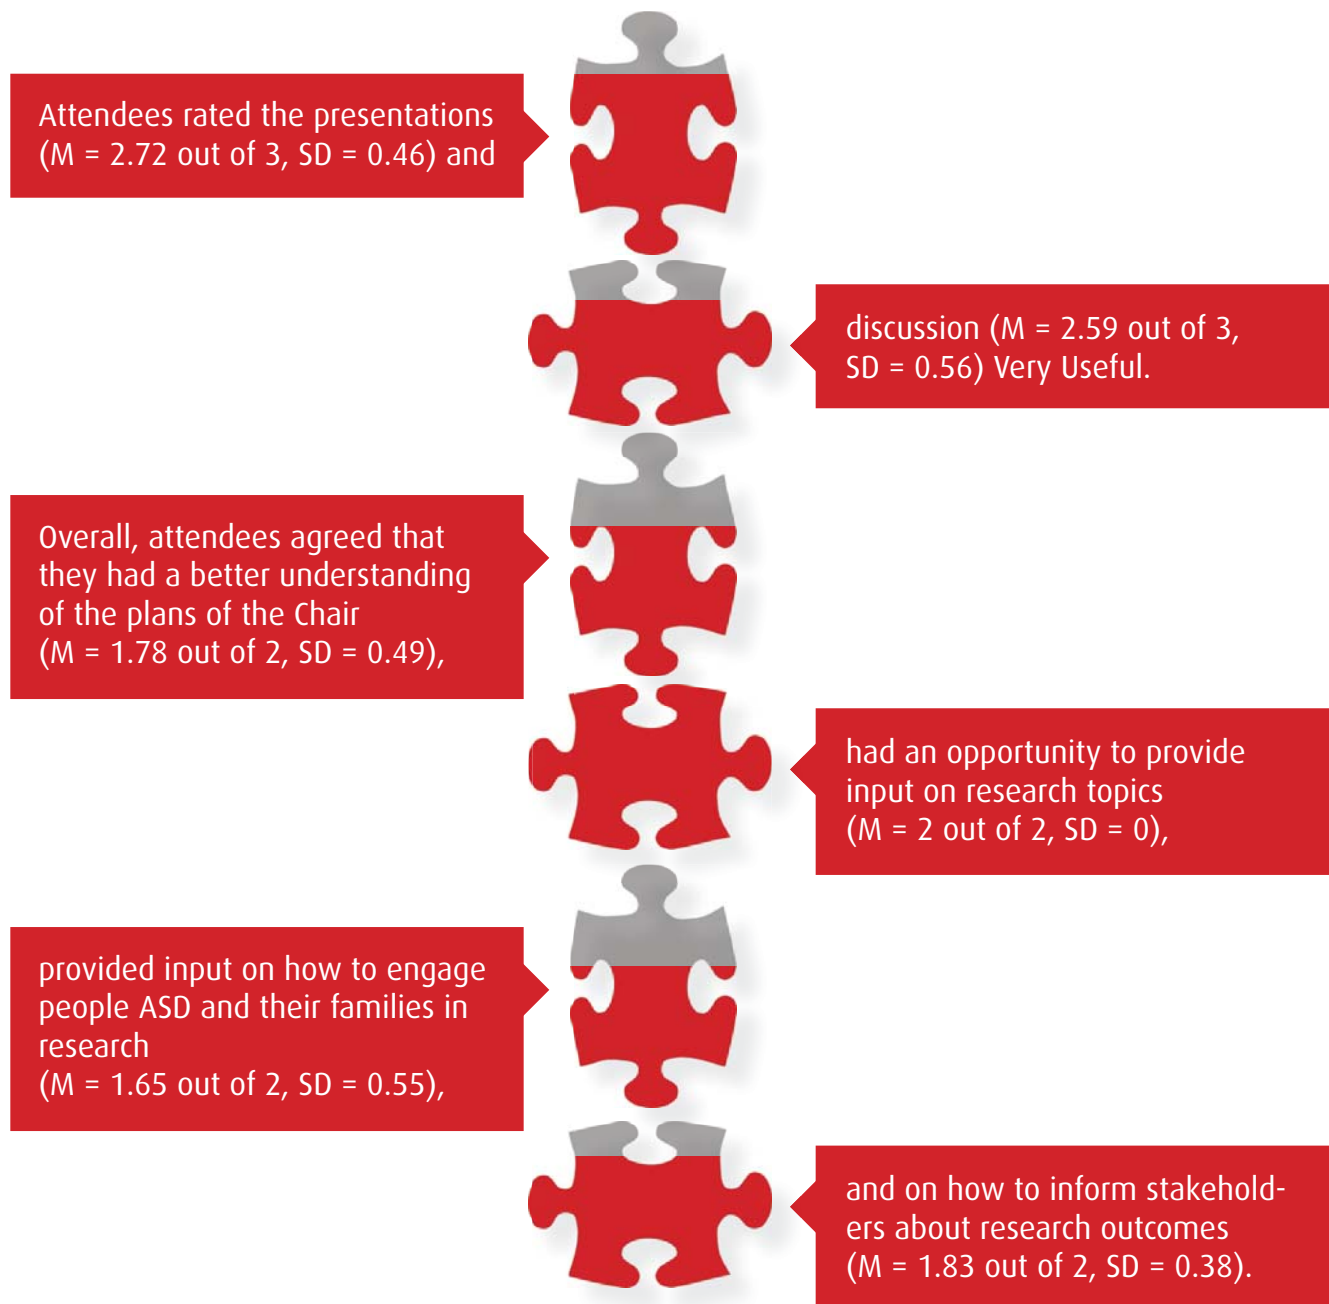 Attendees rated the presentations
(M = 2.72 out of 3, SD = 0.46) and
discussion (M = 2.59 out of 3,
SD = 0.56) Very Useful.
Overall, attendees agreed that
they had a better understanding
of the plans of the Chair
(M = 1.78 out of 2, SD = 0.49),
had an opportunity to provide
input on research topics
(M = 2 out of 2, SD = 0),
provided input on how to engage
people ASD and their families in
research
(M = 1.65 out of 2, SD = 0.55),
and on how to inform stakehold-
ers about research outcomes
(M = 1.83 out of 2, SD = 0.38).